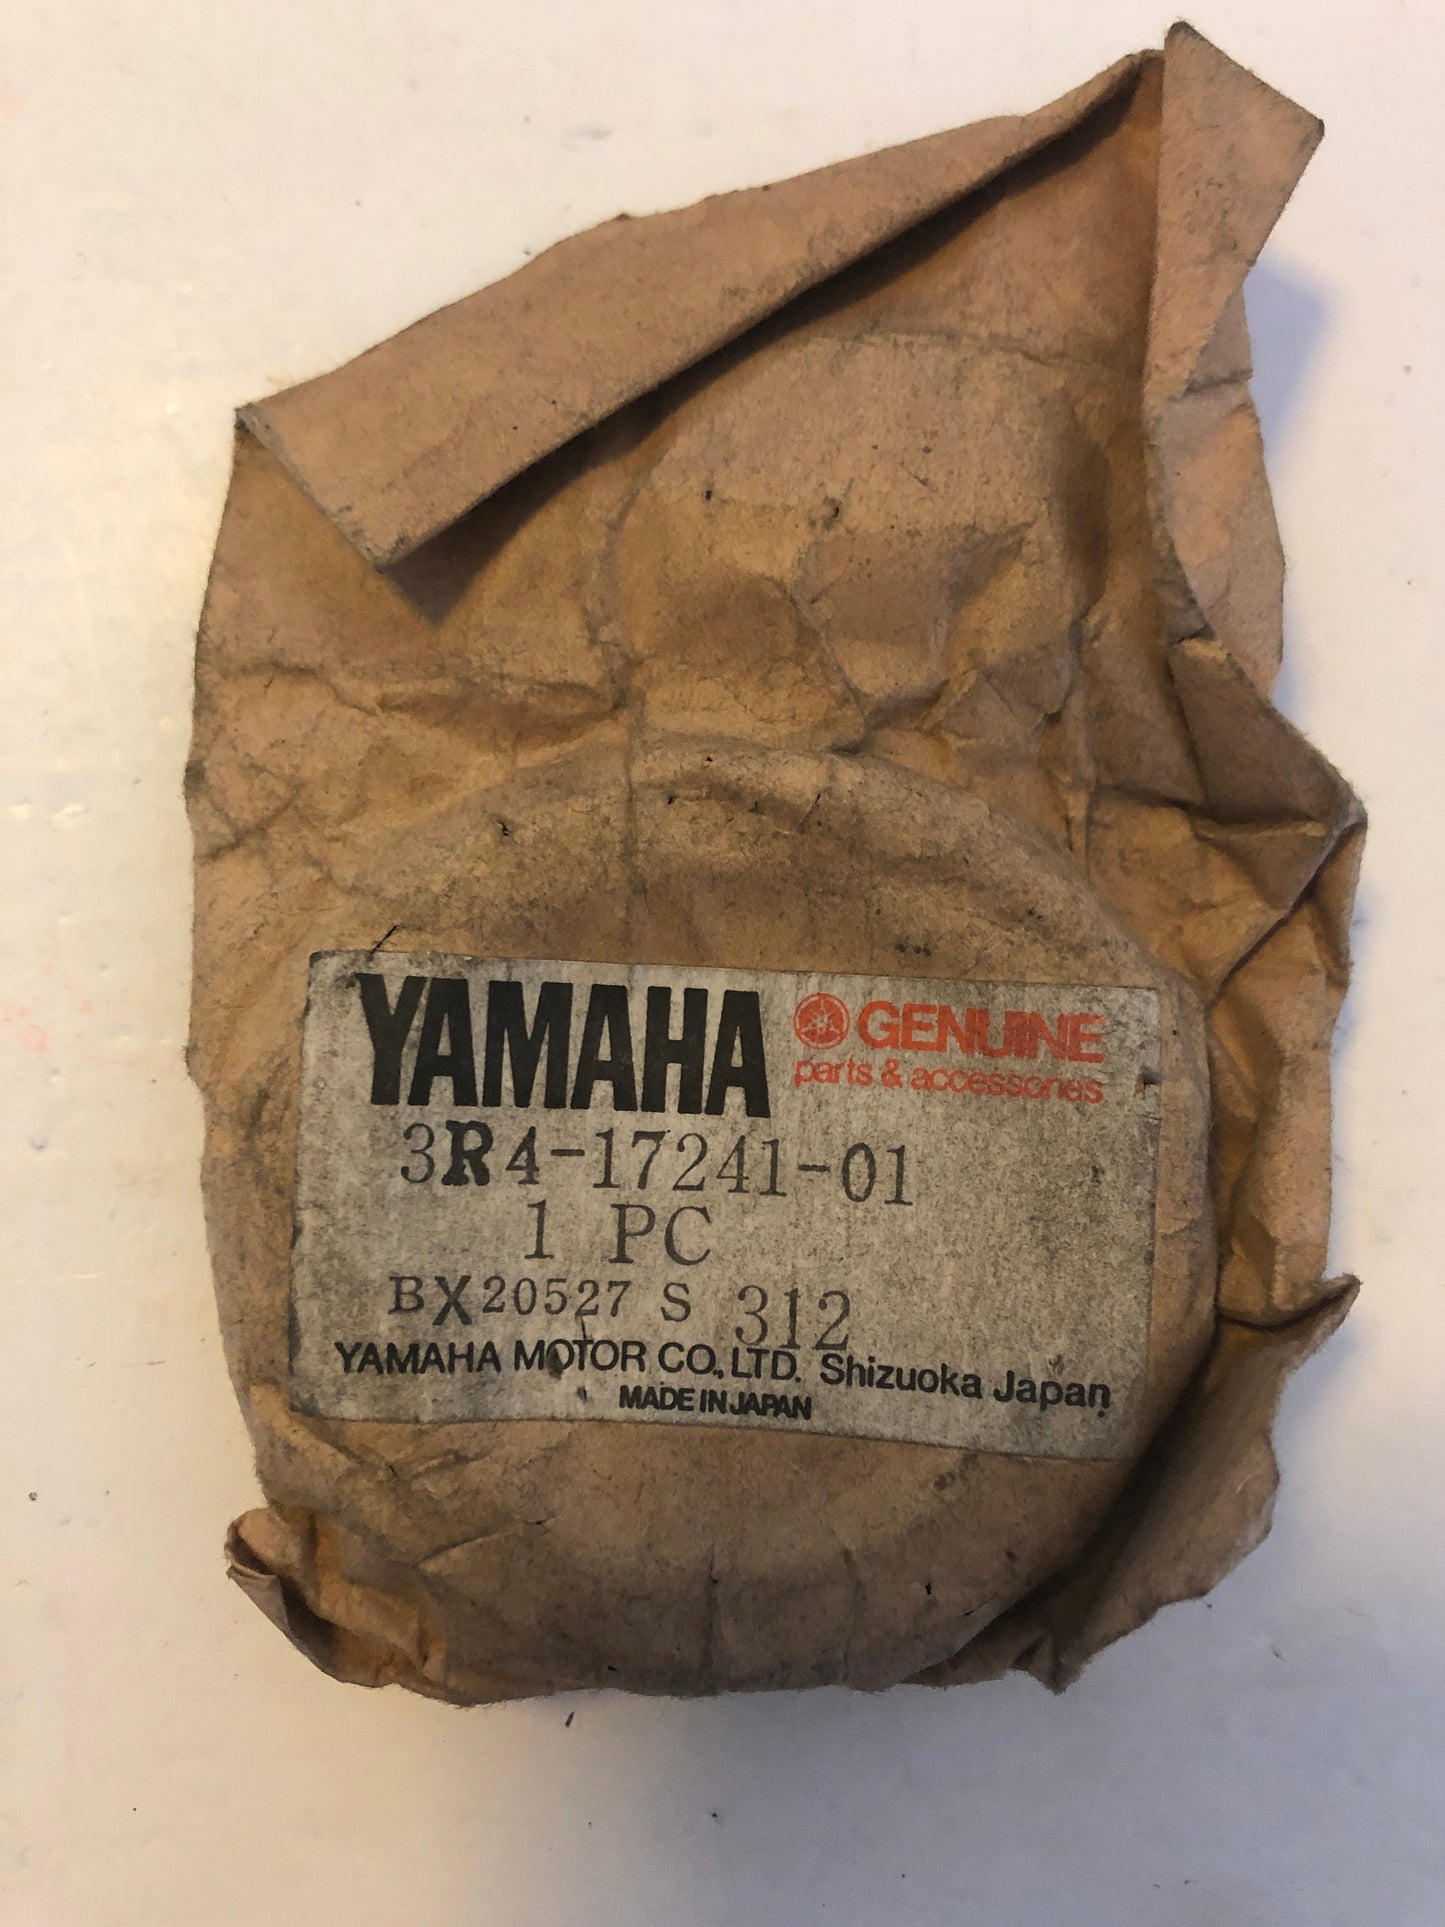 YAMAHA GENUINE
parts & accessories
3R4-17241-01
1 PC
BX20527 S 312
YAMAHA MOTOR CO., LTD. Shizuoka Japan
MADE IN JAPAN